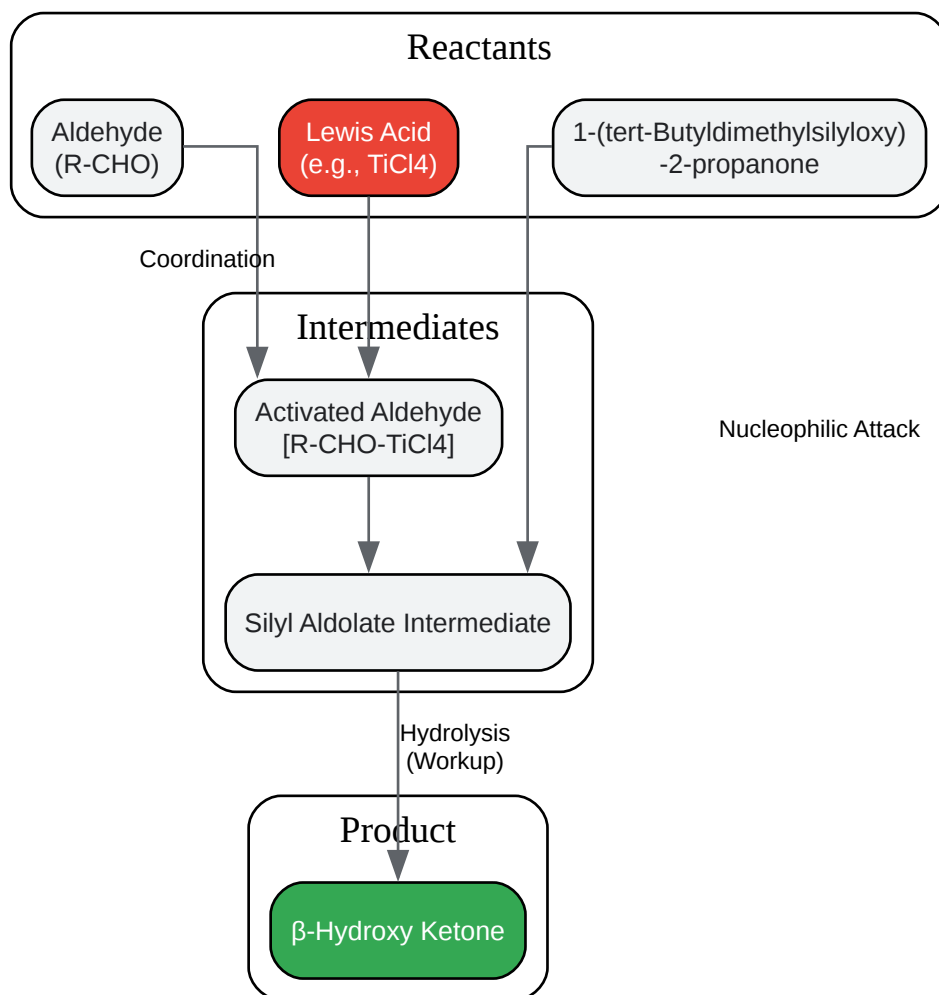 Reactants
Aldehyde
(R-CHO)
Lewis Acid
(e.g., TiCl4)
1-(tert-Butyldimethylsilyloxy)
-2-propanone
Coordination
Intermediates
Activated Aldehyde
[R-CHO-TiCl4]
Nucleophilic Attack
Silyl Aldolate Intermediate
Hydrolysis
(Workup)
Product
β-Hydroxy Ketone